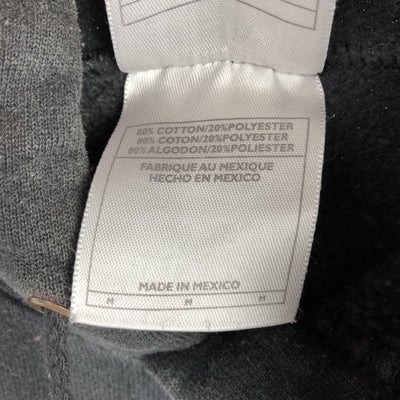 80% COTTON/20%POLYESTER
80% COTON/20%POLYESTER
80%ALGODON/20%POLIESTER
FABRIQUE AU MEXIQUE
HECHO EN MEXICO
MADE IN MEXICO
M M M